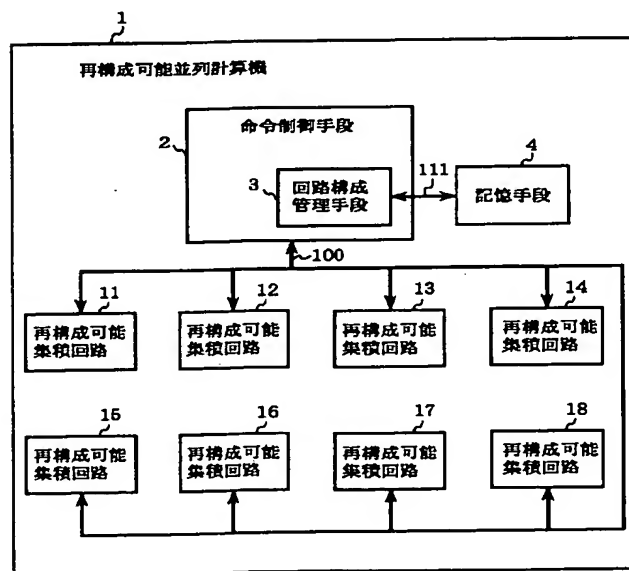 1
再構成可能並列計算機
命令制御手段
2
3
回路構成
管理手段
111
4
記憶手段
100
11
12
13
14
再構成可能
集積回路
再構成可能
集積回路
再構成可能
集積回路
再構成可能
集積回路
15
16
17
18
再構成可能
集積回路
再構成可能
集積回路
再構成可能
集積回路
再構成可能
集積回路